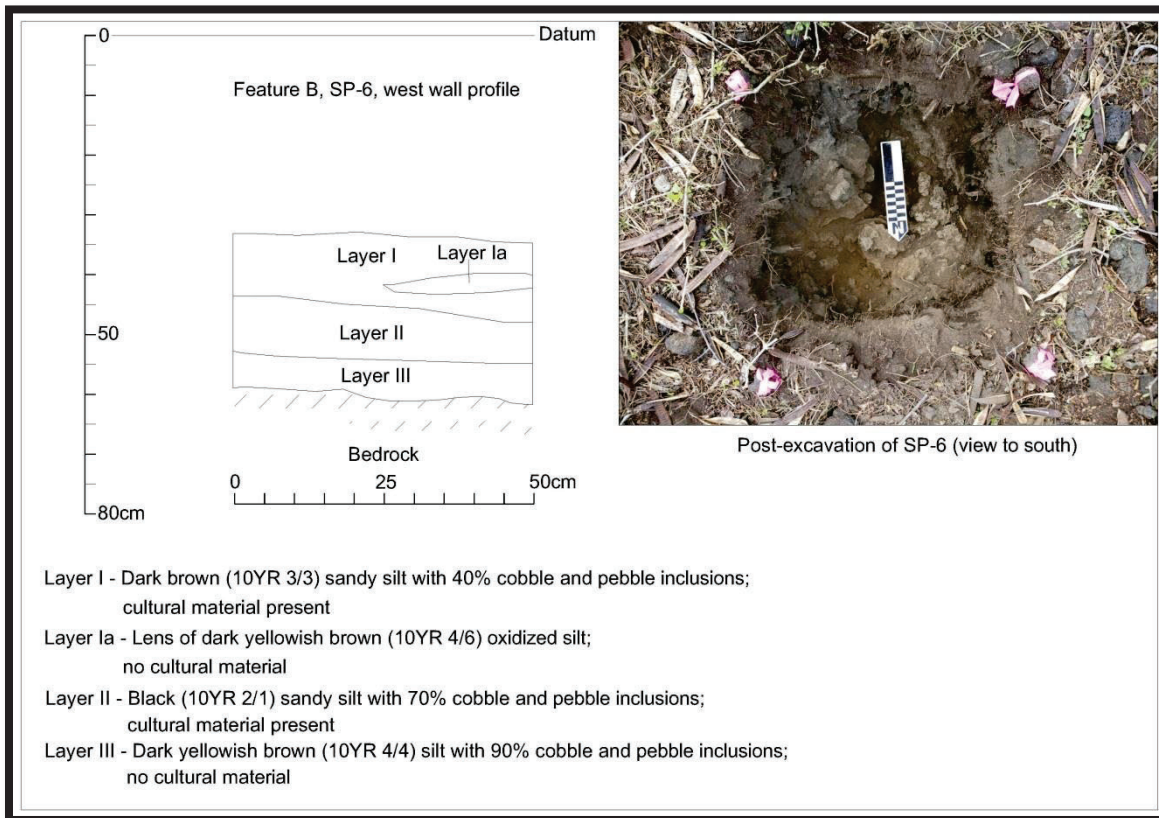 0
Datum
Feature B, SP-6, west wall profile
Layer I
Layer Ia
50
Layer II
Layer III
Bedrock
0
25
50cm
80cm
Post-excavation of SP-6 (view to south)
Layer I - Dark brown (10YR 3/3) sandy silt with 40% cobble and pebble inclusions;
cultural material present
Layer Ia - Lens of dark yellowish brown (10YR 4/6) oxidized silt;
no cultural material
Layer II - Black (10YR 2/1) sandy silt with 70% cobble and pebble inclusions;
cultural material present
Layer III - Dark yellowish brown (10YR 4/4) silt with 90% cobble and pebble inclusions;
no cultural material